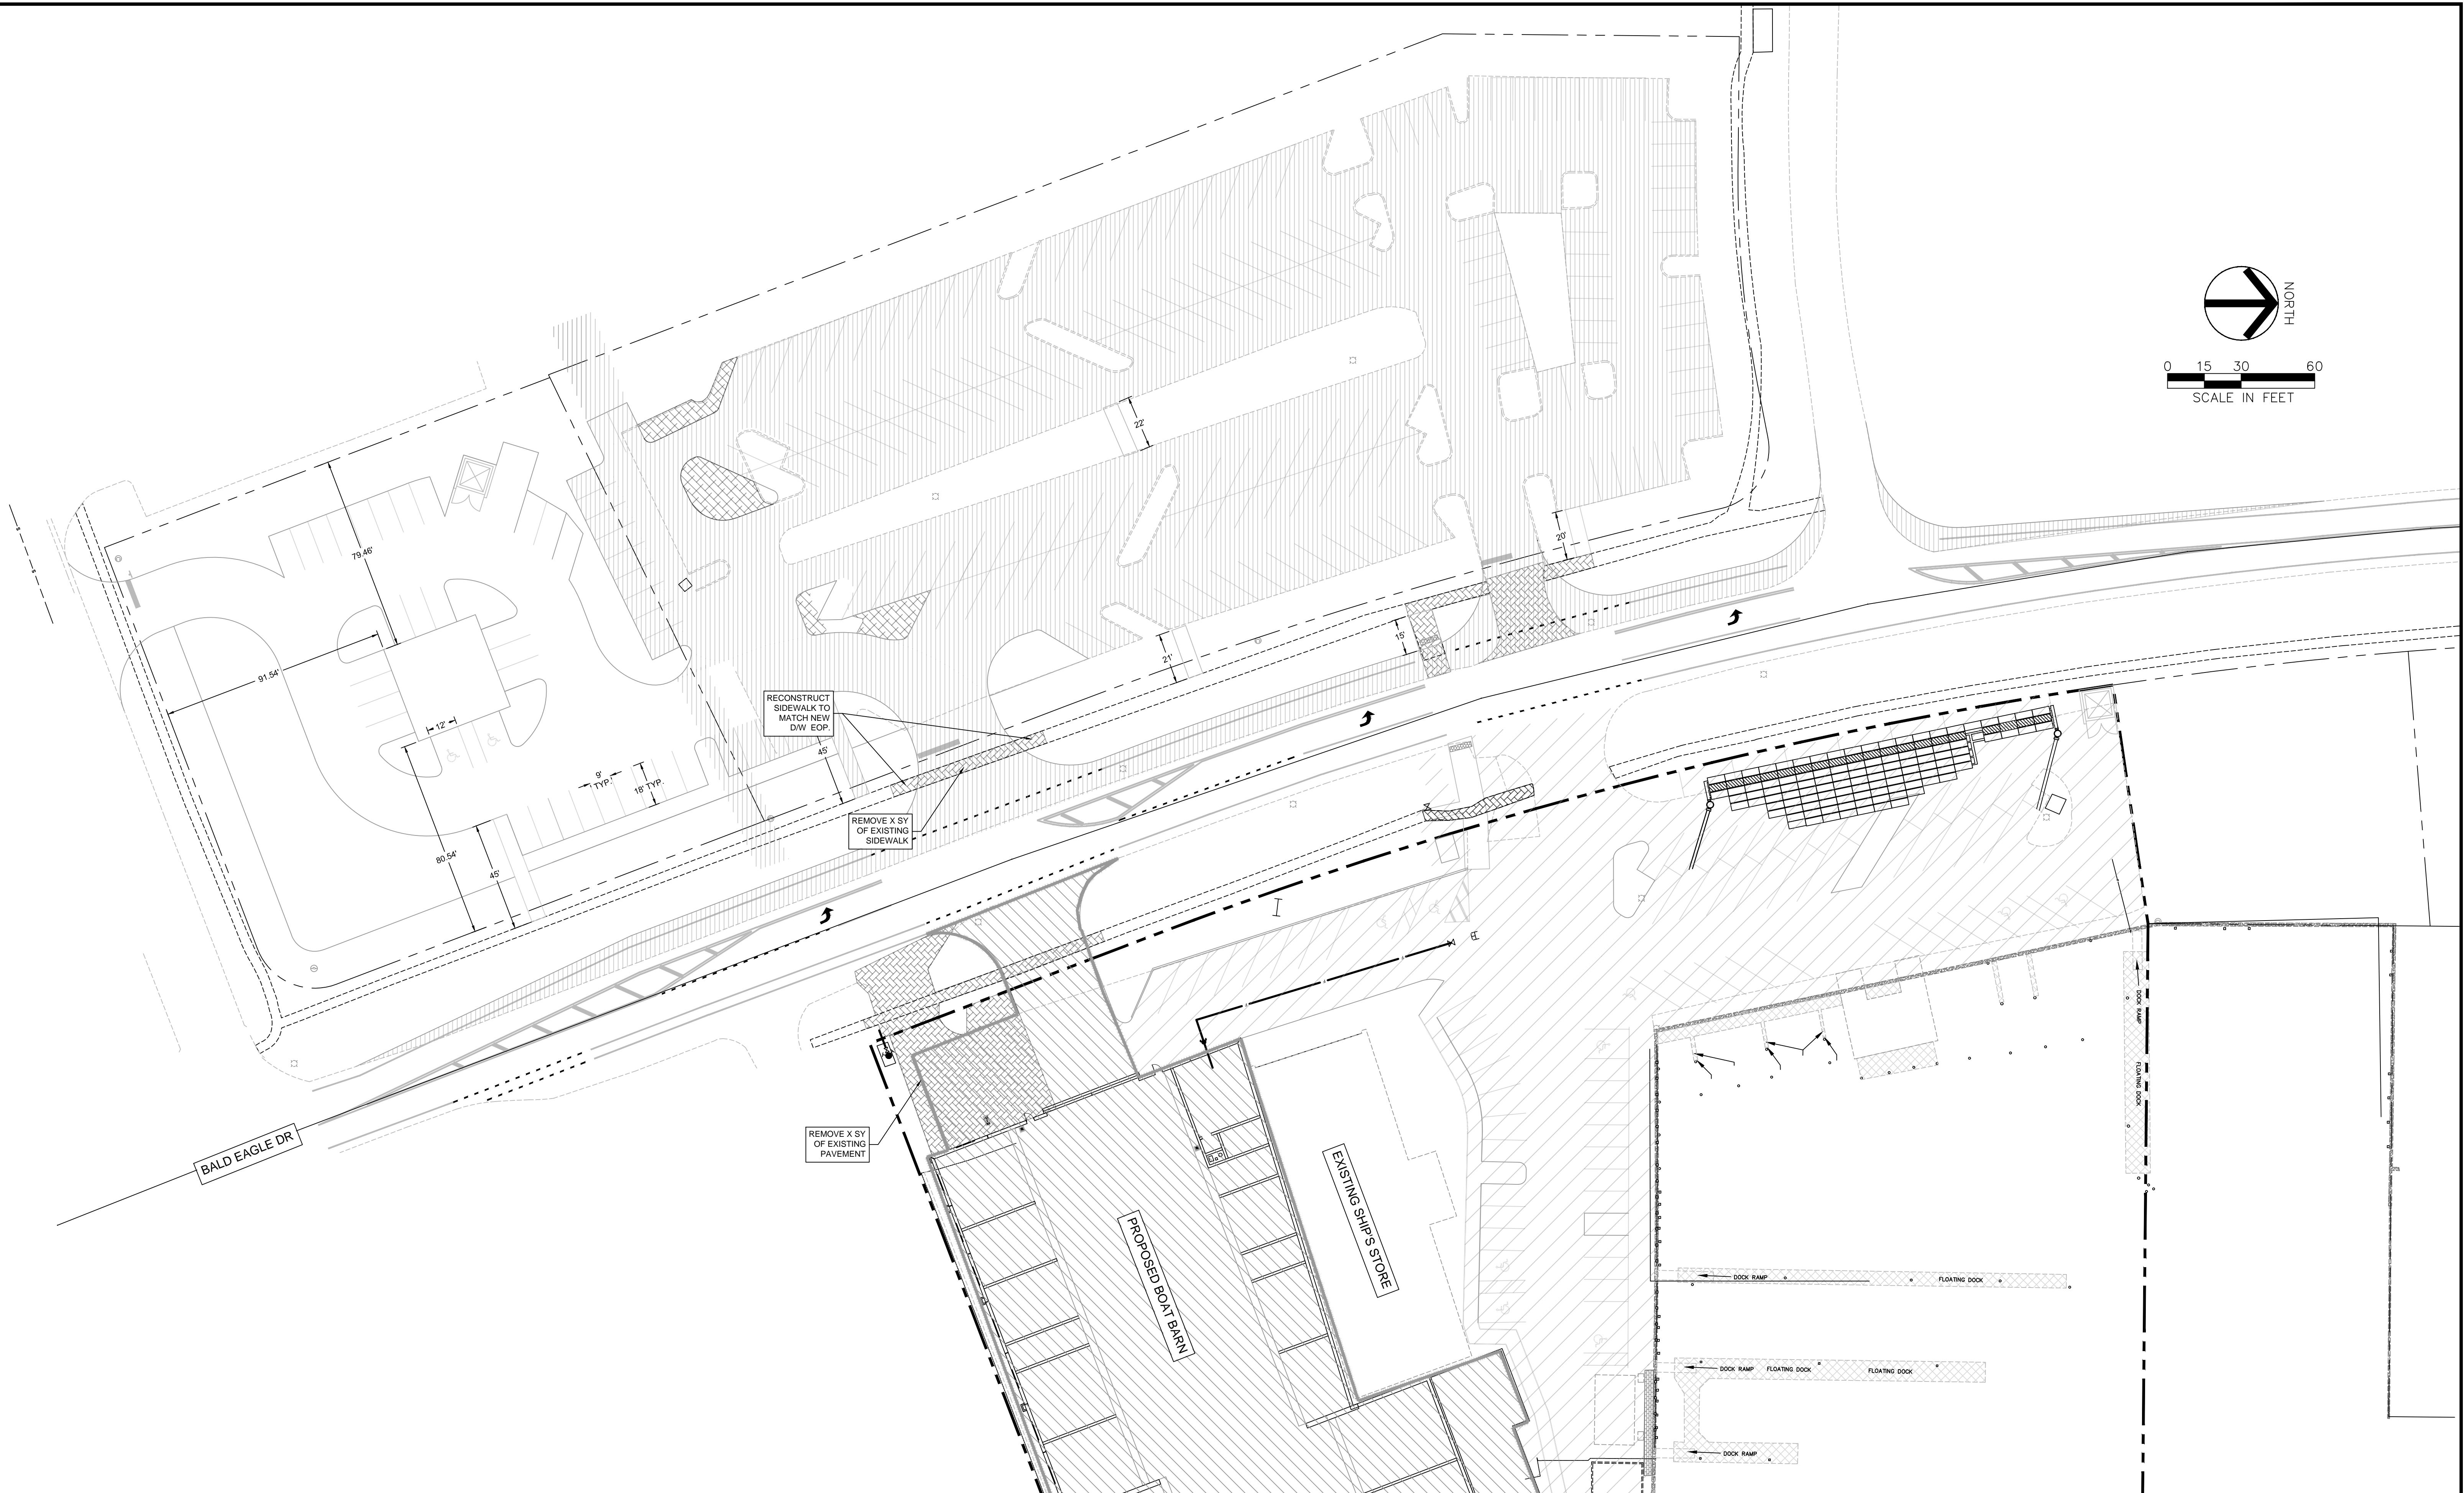 NORTH
0 15 30 60
SCALE IN FEET
22'
20'
15'
21'
79.46'
91.54'
12'
9'
TYP.
18' TYP.
80.54'
45'
45'
RECONSTRUCT
SIDEWALK TO
MATCH NEW
D/W EOP.
REMOVE X SY
OF EXISTING
SIDEWALK
REMOVE X SY
OF EXISTING
PAVEMENT
BALD EAGLE DR
PROPOSED BOAT BARN
EXISTING SHIP'S STORE
DOCK RAMP
FLOATING DOCK
DOCK RAMP
FLOATING DOCK
DOCK RAMP
FLOATING DOCK
FLOATING DOCK
DOCK RAMP